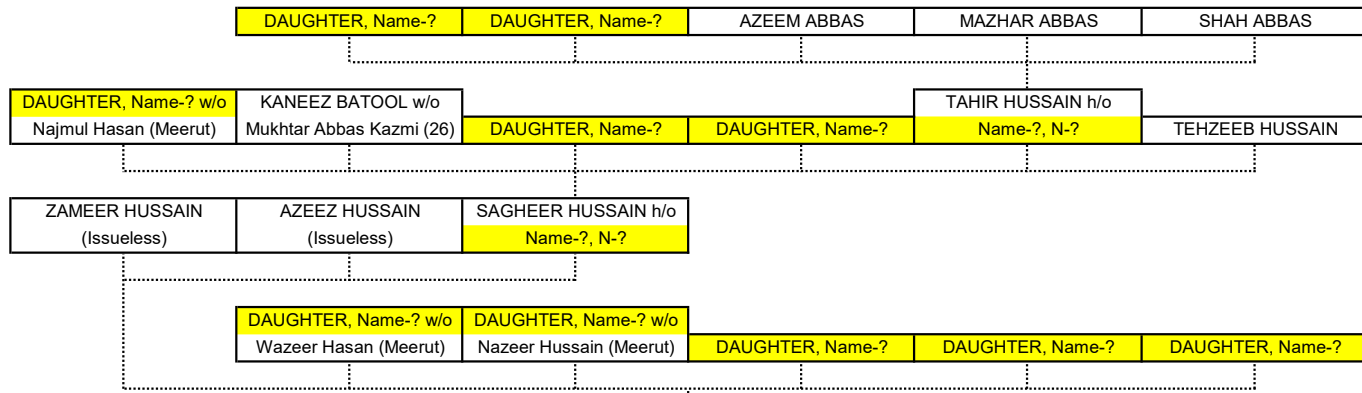 DAUGHTER, Name-? DAUGHTER, Name-? AZEEM ABBAS MAZHAR ABBAS SHAH ABBAS
DAUGHTER, Name-? w/o KANEEZ BATOOL w/o TAHIR HUSSAIN h/o
Najmul Hasan (Meerut) Mukhtar Abbas Kazmi (26) DAUGHTER, Name-? DAUGHTER, Name-? Name-?, N-? TEHZEEB HUSSAIN
ZAMEER HUSSAIN AZEEZ HUSSAIN SAGHEER HUSSAIN h/o
(Issueless) (Issueless) Name-?, N-?
DAUGHTER, Name-? w/o DAUGHTER, Name-? w/o
Wazeer Hasan (Meerut) Nazeer Hussain (Meerut) DAUGHTER, Name-? DAUGHTER, Name-? DAUGHTER, Name-?